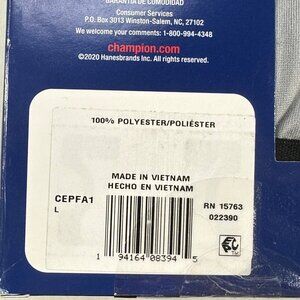 GARANTÍA DE COMODIDAD
Consumer Services
P.O. Box 3013 Winston-Salem, NC, 27102
We welcome your comments: 1-800-994-4348
champion.com
©2020 Hanesbrands Inc. All rights reserved.
100% POLYESTER/POLIÉSTER
MADE IN VIETNAM
HECHO EN VIETNAM
CEPFA1
L
RN 15763
022390
1 94164 08394 5